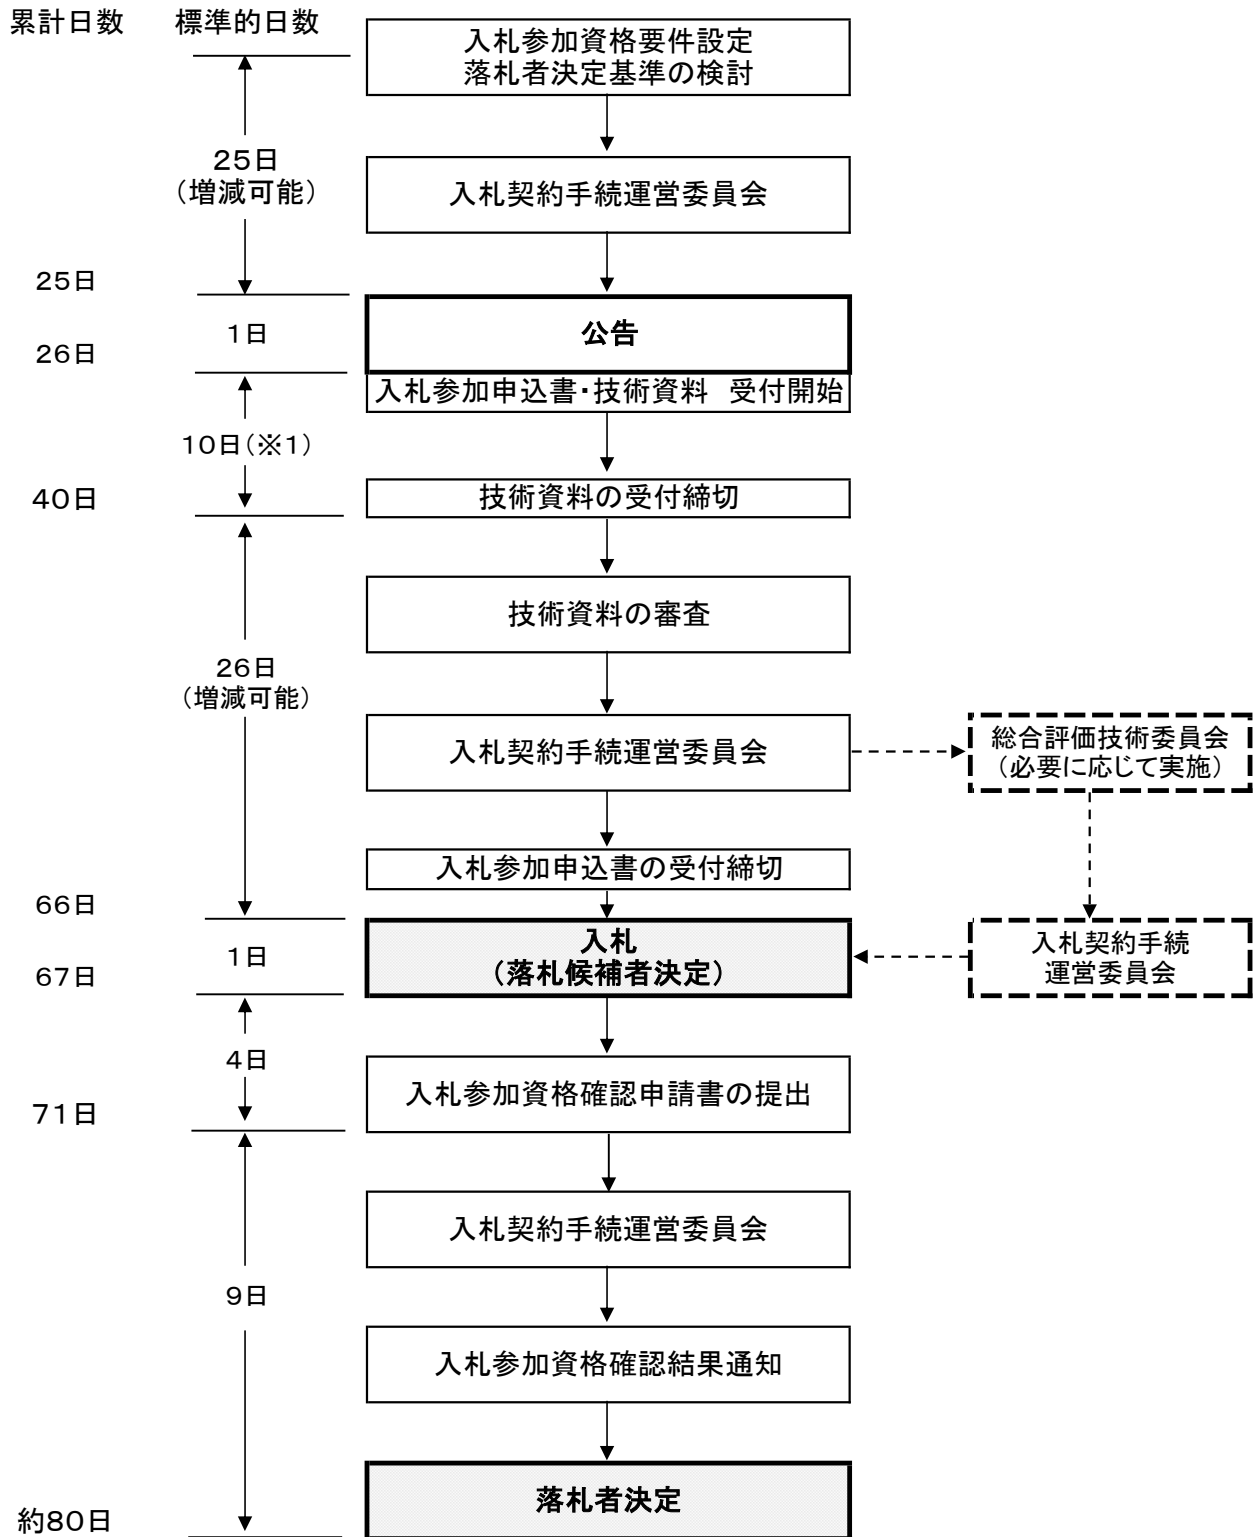 累計日数
標準的日数
入札参加資格要件設定
落札者決定基準の検討
25日
(増減可能)
入札契約手続運営委員会
25日
公告
1日
26日
入札参加申込書・技術資料　受付開始
10日(※1)
40日
技術資料の受付締切
技術資料の審査
26日
(増減可能)
入札契約手続運営委員会
総合評価技術委員会
(必要に応じて実施)
入札参加申込書の受付締切
66日
入札
(落札候補者決定)
1日
67日
入札契約手続
運営委員会
4日
入札参加資格確認申請書の提出
71日
入札契約手続運営委員会
9日
入札参加資格確認結果通知
落札者決定
約80日